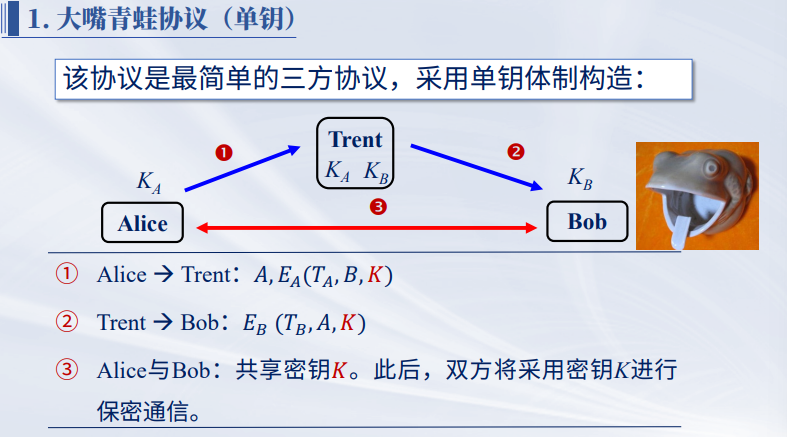 1. 大嘴青蛙协议（单钥）
该协议是最简单的三方协议，采用单钥体制构造：
❶
Trent
❷
K_A K_B
K_A
K_B
❸
Alice
Bob
① Alice → Trent：A, E_A(T_A, B, K)
② Trent → Bob：E_B (T_B, A, K)
③ Alice与Bob：共享密钥K。此后，双方将采用密钥K进行
保密通信。